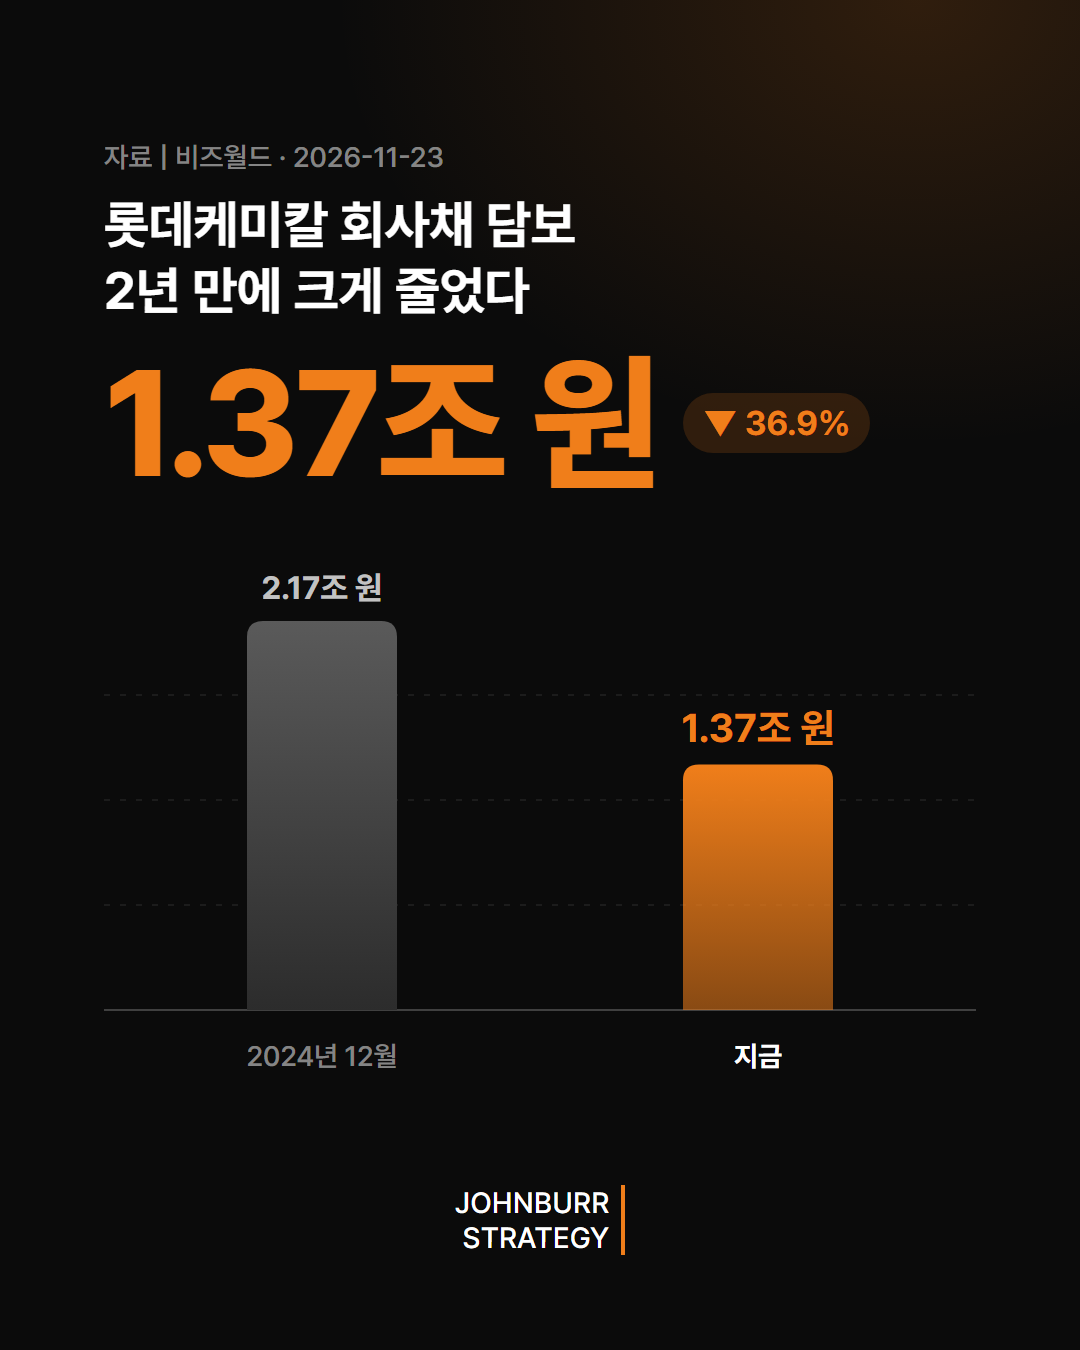 자료 | 비즈월드 · 2026-11-23
롯데케미칼 회사채 담보
2년 만에 크게 줄었다
1.37조 원
▼ 36.9%
2.17조 원
1.37조 원
2024년 12월
지금
JOHNBURR
STRATEGY